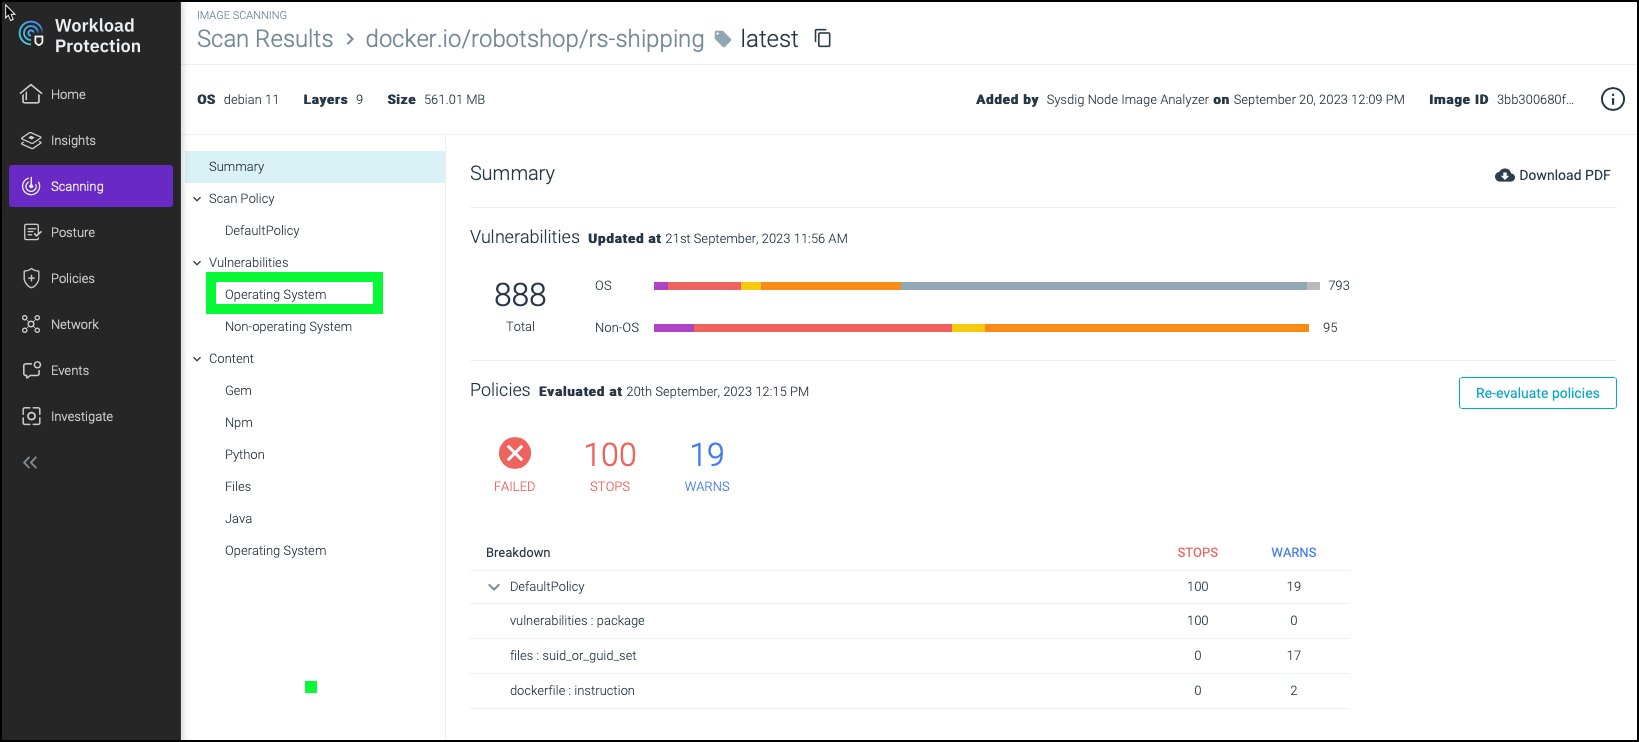 Workload
Protection
Home
Insights
Scanning
Posture
Policies
Network
Events
Investigate
IMAGE SCANNING
Scan Results > docker.io/robotshop/rs-shipping latest
OS debian 11 Layers 9 Size 561.01 MB
Added by Sysdig Node Image Analyzer on September 20, 2023 12:09 PM Image ID 3bb300680f...
Summary
Scan Policy
DefaultPolicy
Vulnerabilities
Operating System
Non-operating System
Content
Gem
Npm
Python
Files
Java
Operating System
Summary
Download PDF
Vulnerabilities Updated at 21st September, 2023 11:56 AM
888
Total
OS 793
Non-OS 95
Policies Evaluated at 20th September, 2023 12:15 PM
Re-evaluate policies
FAILED
100
STOPS
19
WARNS
Breakdown STOPS WARNS
DefaultPolicy 100 19
vulnerabilities : package 100 0
files : suid_or_guid_set 0 17
dockerfile : instruction 0 2